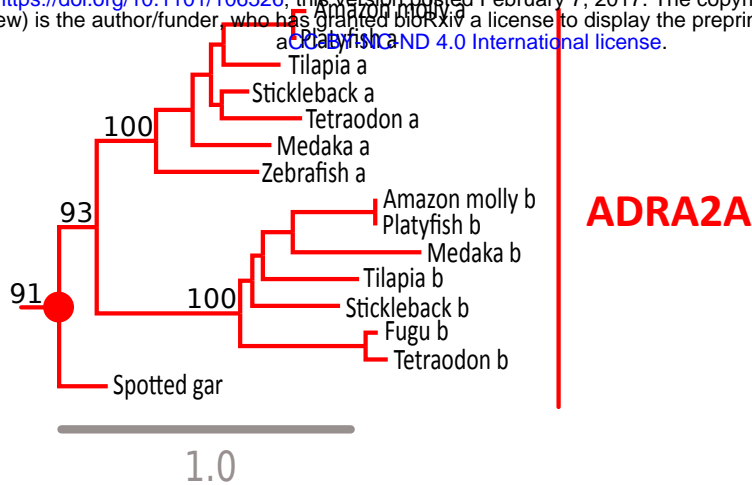 https://doi.org/10.1101/106526; this version posted February 7, 2017. The copyri
ew) is the author/funder, who has granted bioRxiv a license to display the preprin
aCC-BY-NC-ND 4.0 International license.
Amazon molly a
Platyfish a
Tilapia a
Stickleback a
Tetraodon a
Medaka a
Zebrafish a
100
Amazon molly b
Platyfish b
Medaka b
Tilapia b
Stickleback b
Fugu b
Tetraodon b
100
93
91
Spotted gar
ADRA2A
1.0